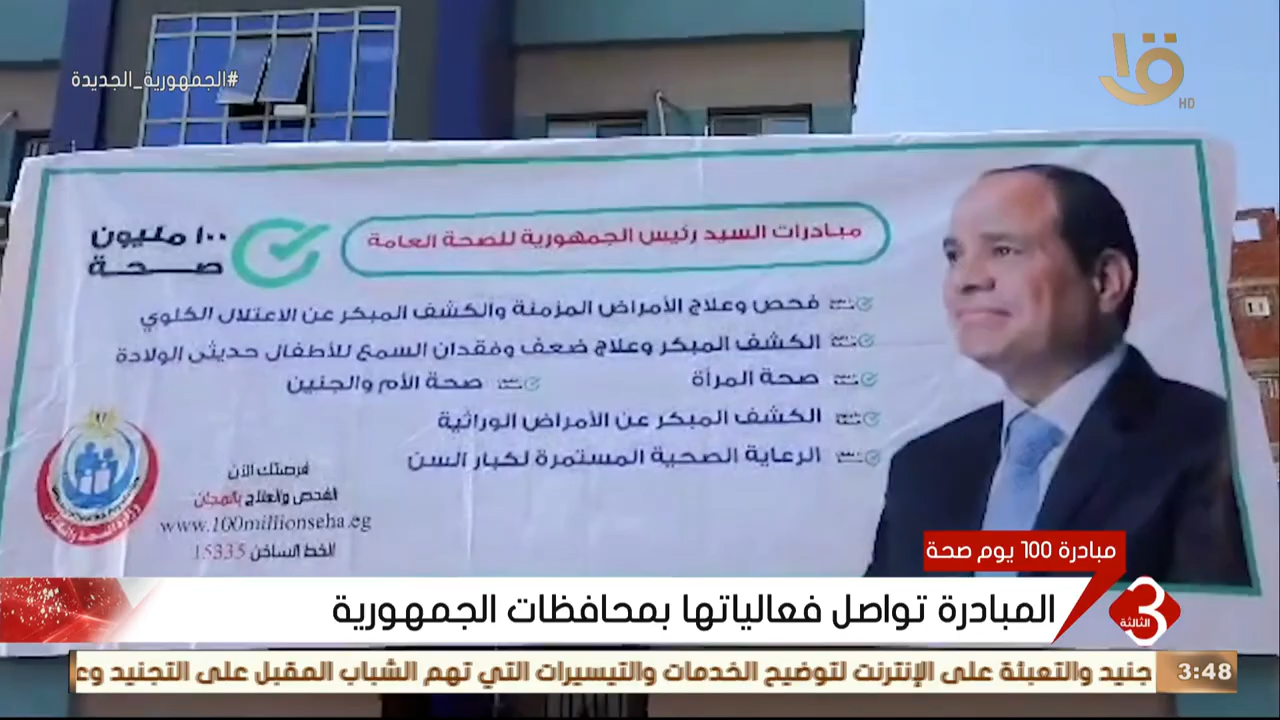 #الجمهورية_الجديدة
HD
مبادرات السيد رئيس الجمهورية للصحة العامة
١٠٠ مليون
صحة
فحص وعلاج الأمراض المزمنة والكشف المبكر عن الاعتلال الكلوي
الكشف المبكر وعلاج ضعف وفقدان السمع للأطفال حديثى الولادة
صحة المرأة
صحة الأم والجنين
الكشف المبكر عن الأمراض الوراثية
الرعاية الصحية المستمرة لكبار السن
فرصتك الآن
الفحص والعلاج بالمجان
www.100millionseha.eg
الخط الساخن 15335
مبادرة 100 يوم صحة
المبادرة تواصل فعالياتها بمحافظات الجمهورية
3 الثالثة
جنيد والتعبئة على الإنترنت لتوضيح الخدمات والتيسيرات التي تهم الشباب المقبل على التجنيد وع
3:48